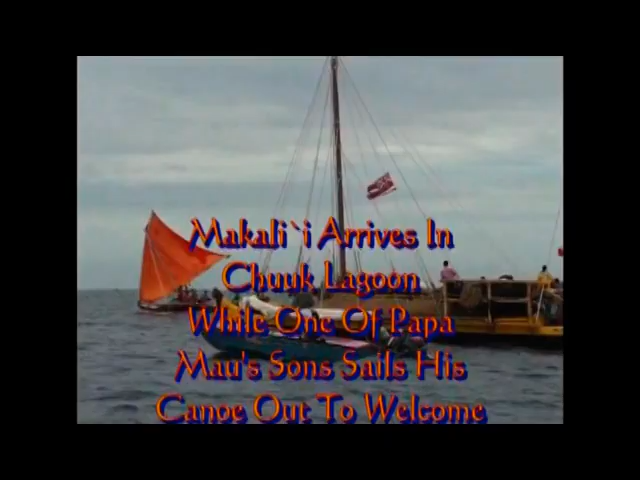 Makali`i Arrives In
Chuuk Lagoon
While One Of Papa
Mau's Sons Sails His
Canoe Out To Welcome